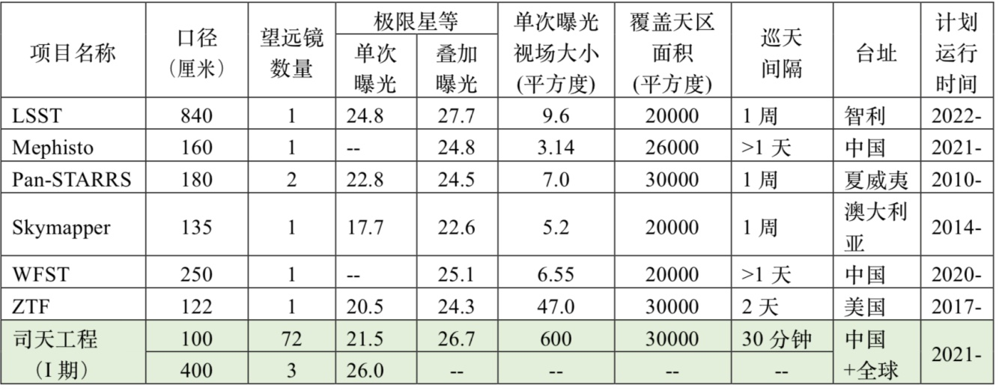 项目名称 口径（厘米） 望远镜数量 极限星等 单次曝光视场大小(平方度) 覆盖天区面积(平方度) 巡天间隔 台址 计划运行时间
单次曝光 叠加曝光
LSST 840 1 24.8 27.7 9.6 20000 1 周 智利 2022-
Mephisto 160 1 -- 24.8 3.14 26000 >1 天 中国 2021-
Pan-STARRS 180 2 22.8 24.5 7.0 30000 1 周 夏威夷 2010-
Skymapper 135 1 17.7 22.6 5.2 20000 1 周 澳大利亚 2014-
WFST 250 1 -- 25.1 6.55 20000 >1 天 中国 2020-
ZTF 122 1 20.5 24.3 47.0 30000 2 天 美国 2017-
司天工程（I 期） 100 72 21.5 26.7 600 30000 30 分钟 中国+全球 2021-
400 3 26.0 -- -- -- --